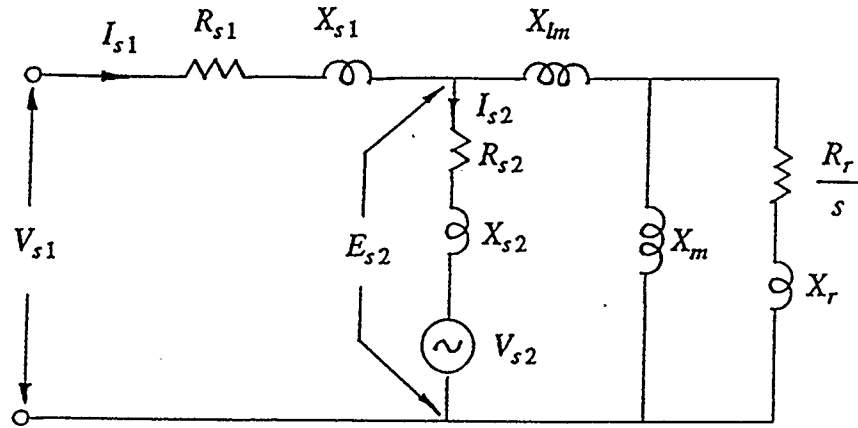 I_{s1}
R_{s1}
X_{s1}
X_{lm}
I_{s2}
R_{s2}
R_r
s
V_{s1}
E_{s2}
X_{s2}
X_m
X_r
V_{s2}